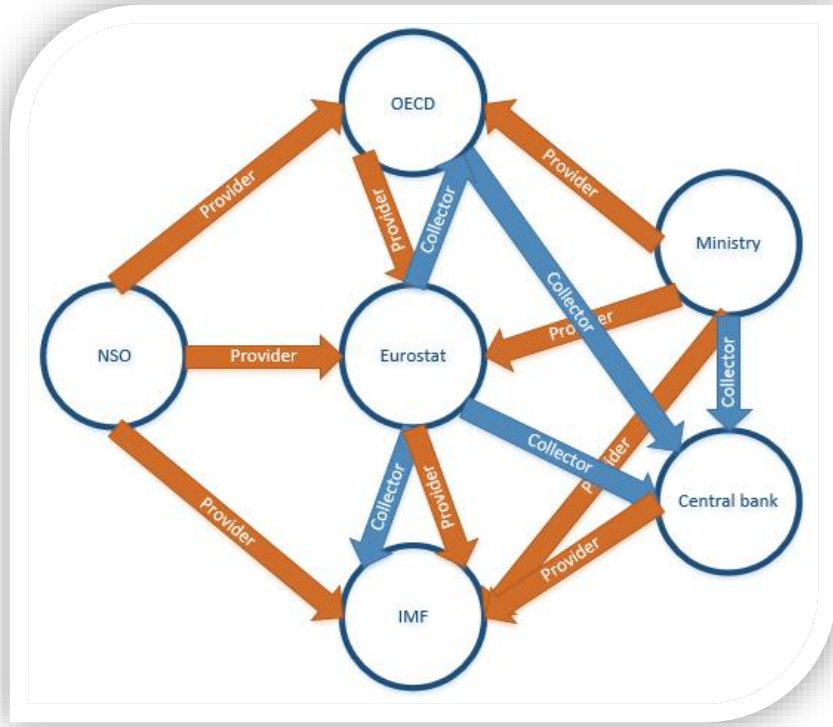 OECD
Provider
Provider
Provider
Collector
Ministry
Collector
Provider
NSO
Provider
Eurostat
Collector
Collector
Provider
Collector
Provider
Provider
Central bank
Provider
IMF